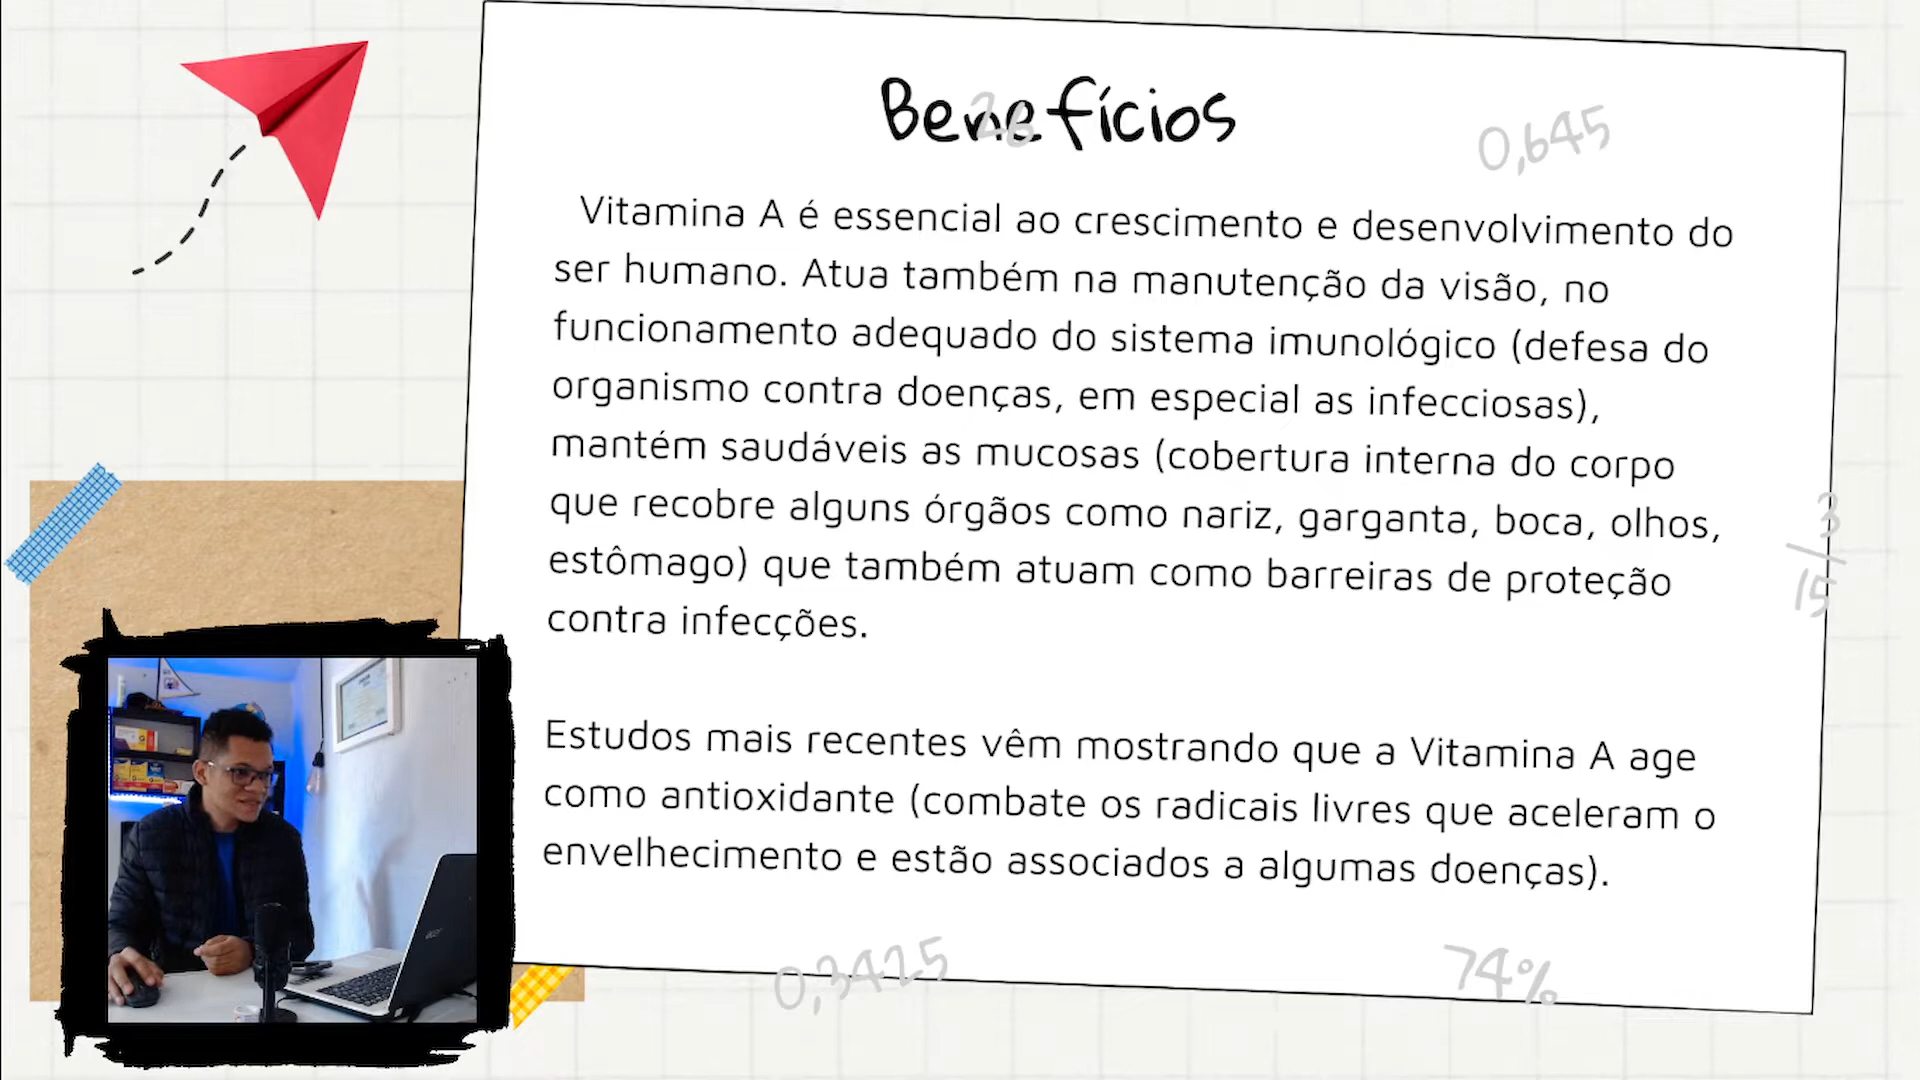 Benefícios
26
0,645
Vitamina A é essencial ao crescimento e desenvolvimento do
ser humano. Atua também na manutenção da visão, no
funcionamento adequado do sistema imunológico (defesa do
organismo contra doenças, em especial as infecciosas),
mantém saudáveis as mucosas (cobertura interna do corpo
que recobre alguns órgãos como nariz, garganta, boca, olhos,
estômago) que também atuam como barreiras de proteção
contra infecções.
3
15
Estudos mais recentes vêm mostrando que a Vitamina A age
como antioxidante (combate os radicais livres que aceleram o
envelhecimento e estão associados a algumas doenças).
acer
0,3425
74%